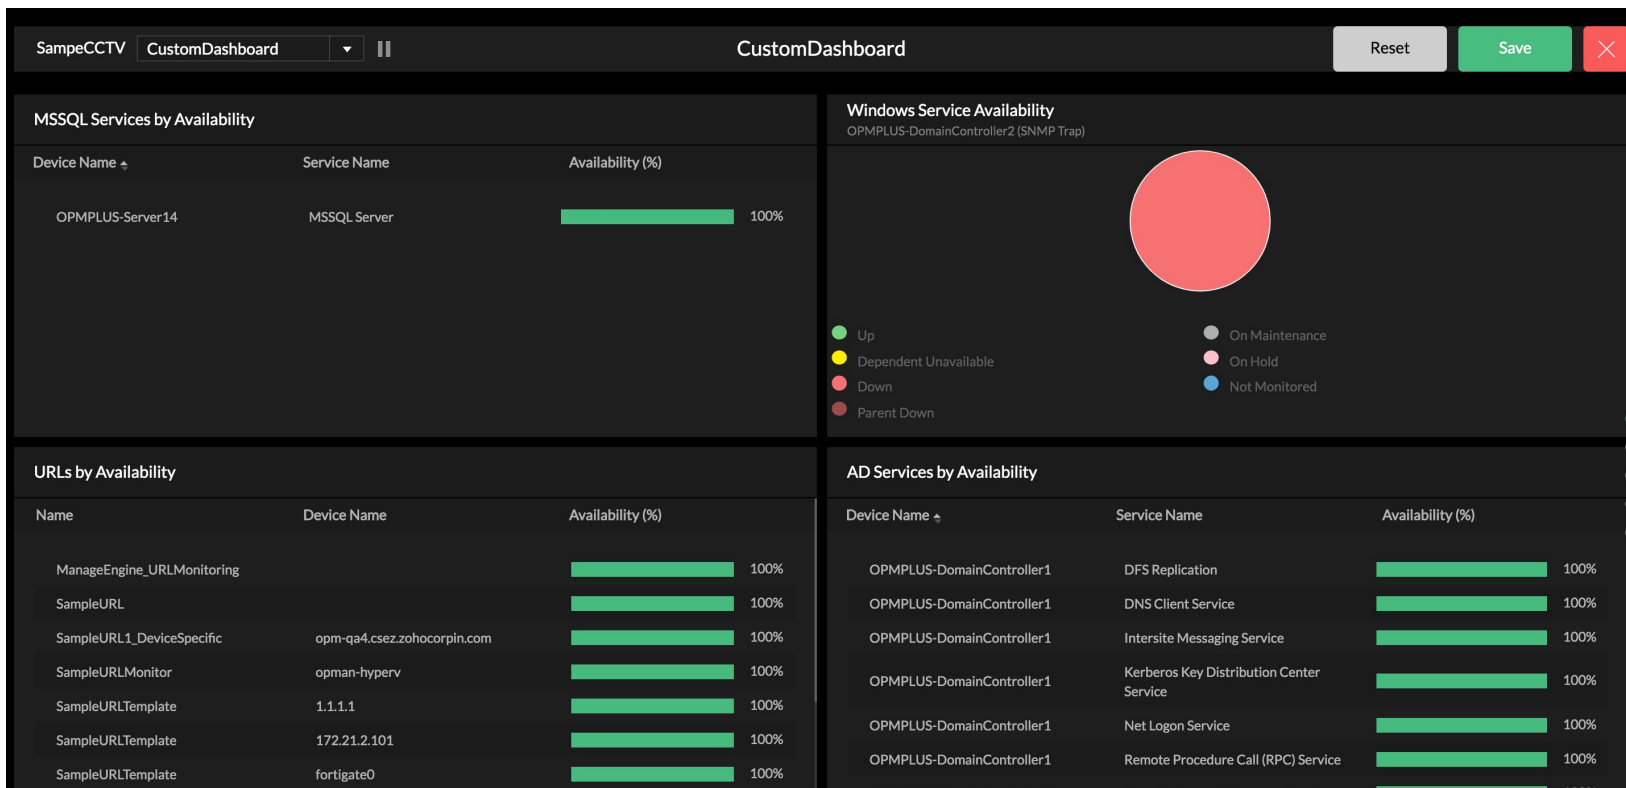 SampeCCTV CustomDashboard CustomDashboard Reset Save
MSSQL Services by Availability
Device Name Service Name Availability (%)
OPMPLUS-Server14 MSSQL Server 100%
Windows Service Availability
OPMPLUS-DomainController2 (SNMP Trap)
Up
Dependent Unavailable
Down
Parent Down
On Maintenance
On Hold
Not Monitored
URLs by Availability
Name Device Name Availability (%)
ManageEngine_URLMonitoring 100%
SampleURL 100%
SampleURL1_DeviceSpecific opm-qa4.csez.zohocorpin.com 100%
SampleURLMonitor opman-hyperv 100%
SampleURLTemplate 1.1.1.1 100%
SampleURLTemplate 172.21.2.101 100%
SampleURLTemplate fortigate0 100%
AD Services by Availability
Device Name Service Name Availability (%)
OPMPLUS-DomainController1 DFS Replication 100%
OPMPLUS-DomainController1 DNS Client Service 100%
OPMPLUS-DomainController1 Intersite Messaging Service 100%
OPMPLUS-DomainController1 Kerberos Key Distribution Center
Service 100%
OPMPLUS-DomainController1 Net Logon Service 100%
OPMPLUS-DomainController1 Remote Procedure Call (RPC) Service 100%